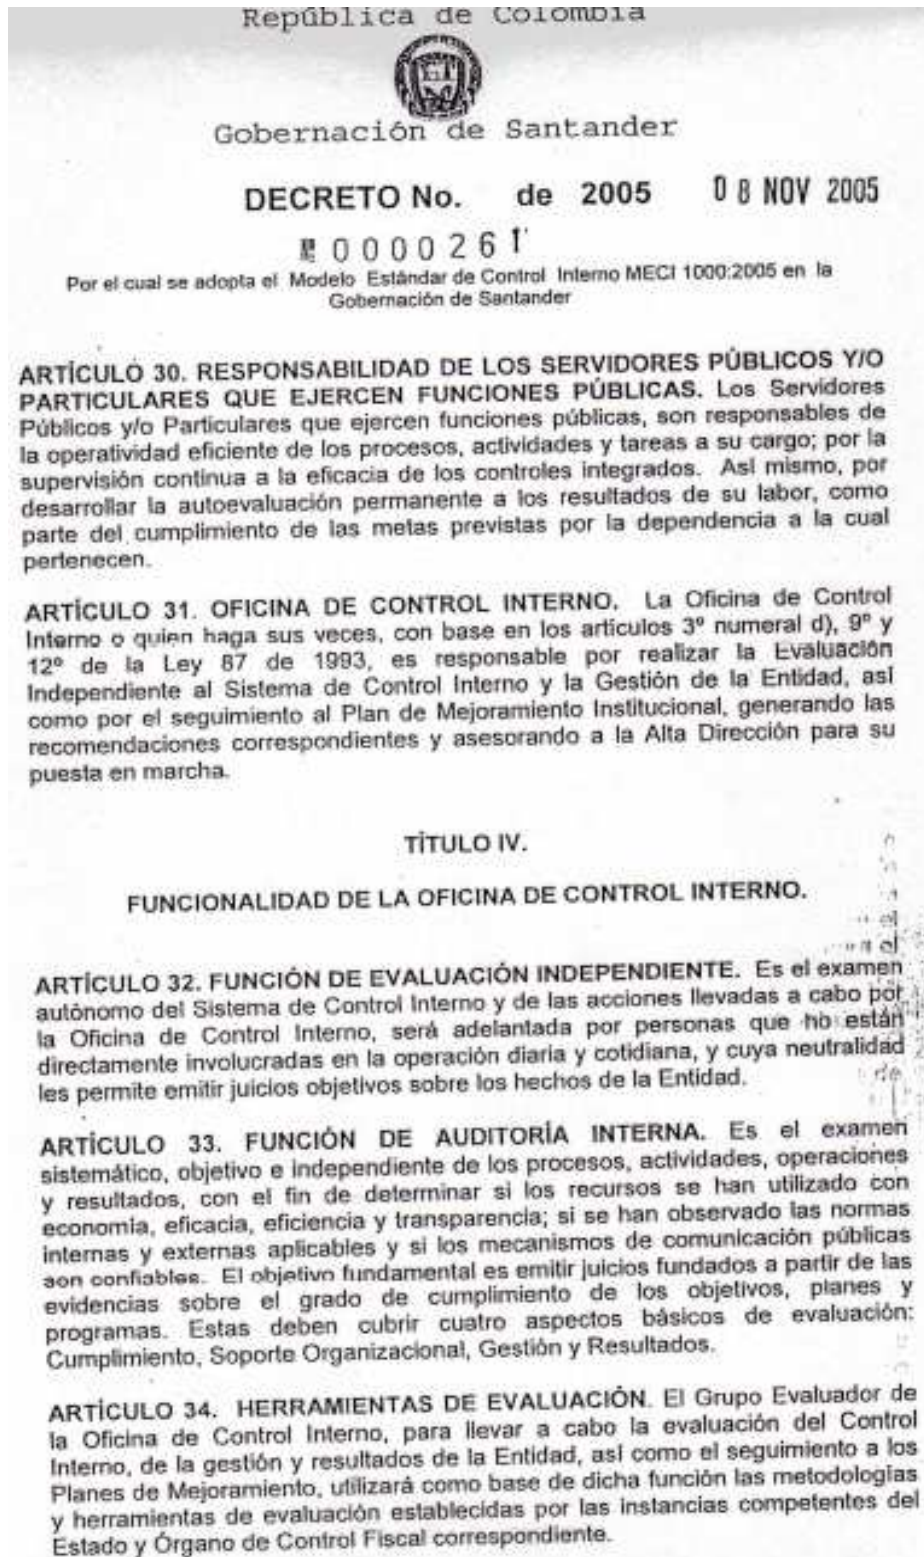 República de Colombia
Gobernación de Santander
DECRETO No. de 2005 08 NOV 2005
№ 0000261
Por el cual se adopta el Modelo Estándar de Control Interno MECI 1000:2005 en la
Gobernación de Santander
ARTÍCULO 30. RESPONSABILIDAD DE LOS SERVIDORES PÚBLICOS Y/O
PARTICULARES QUE EJERCEN FUNCIONES PÚBLICAS. Los Servidores
Públicos y/o Particulares que ejercen funciones públicas, son responsables de
la operatividad eficiente de los procesos, actividades y tareas a su cargo; por la
supervisión continua a la eficacia de los controles integrados. Así mismo, por
desarrollar la autoevaluación permanente a los resultados de su labor, como
parte del cumplimiento de las metas previstas por la dependencia a la cual
pertenecen.
ARTÍCULO 31. OFICINA DE CONTROL INTERNO. La Oficina de Control
Interno o quien haga sus veces, con base en los artículos 3º numeral d), 9º y
12º de la Ley 87 de 1993, es responsable por realizar la Evaluación
Independiente al Sistema de Control Interno y la Gestión de la Entidad, así
como por el seguimiento al Plan de Mejoramiento Institucional, generando las
recomendaciones correspondientes y asesorando a la Alta Dirección para su
puesta en marcha.
TÍTULO IV.
FUNCIONALIDAD DE LA OFICINA DE CONTROL INTERNO.
ARTÍCULO 32. FUNCIÓN DE EVALUACIÓN INDEPENDIENTE. Es el examen
autónomo del Sistema de Control Interno y de las acciones llevadas a cabo por
la Oficina de Control Interno, será adelantada por personas que no están
directamente involucradas en la operación diaria y cotidiana, y cuya neutralidad
les permite emitir juicios objetivos sobre los hechos de la Entidad.
ARTÍCULO 33. FUNCIÓN DE AUDITORÍA INTERNA. Es el examen
sistemático, objetivo e independiente de los procesos, actividades, operaciones
y resultados, con el fin de determinar si los recursos se han utilizado con
economía, eficacia, eficiencia y transparencia; si se han observado las normas
internas y externas aplicables y si los mecanismos de comunicación públicas
son confiables. El objetivo fundamental es emitir juicios fundados a partir de las
evidencias sobre el grado de cumplimiento de los objetivos, planes y
programas. Estas deben cubrir cuatro aspectos básicos de evaluación:
Cumplimiento, Soporte Organizacional, Gestión y Resultados.
ARTÍCULO 34. HERRAMIENTAS DE EVALUACIÓN. El Grupo Evaluador de
la Oficina de Control Interno, para llevar a cabo la evaluación del Control
Interno, de la gestión y resultados de la Entidad, así como el seguimiento a los
Planes de Mejoramiento, utilizará como base de dicha función las metodologías
y herramientas de evaluación establecidas por las instancias competentes del
Estado y Órgano de Control Fiscal correspondiente.